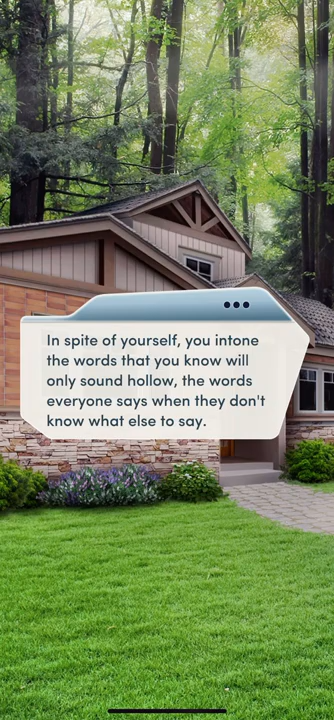 In spite of yourself, you intone
the words that you know will
only sound hollow, the words
everyone says when they don't
know what else to say.